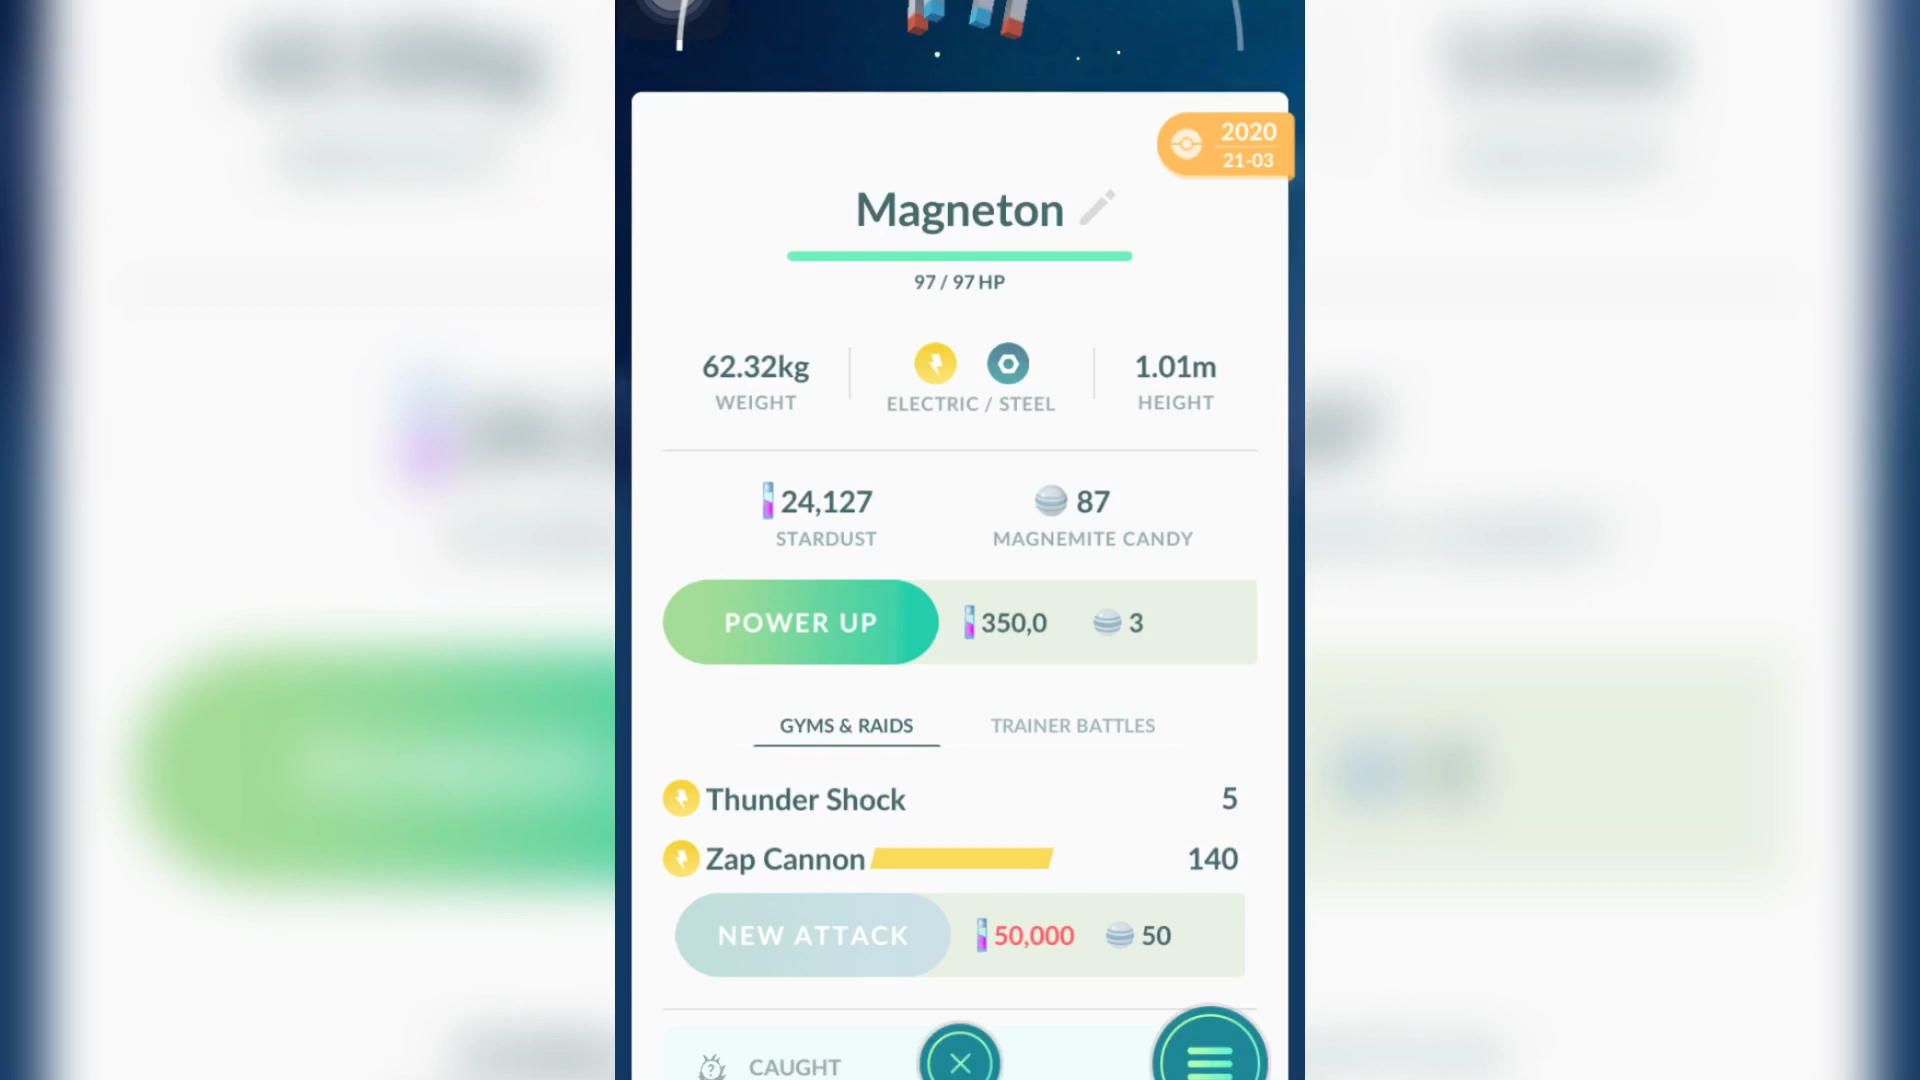 2020
21-03
Magneton
97 / 97 HP
62.32kg
WEIGHT
ELECTRIC / STEEL
1.01m
HEIGHT
24,127
STARDUST
87
MAGNEMITE CANDY
POWER UP 350,0 3
GYMS & RAIDS TRAINER BATTLES
Thunder Shock 5
Zap Cannon 140
NEW ATTACK 50,000 50
CAUGHT